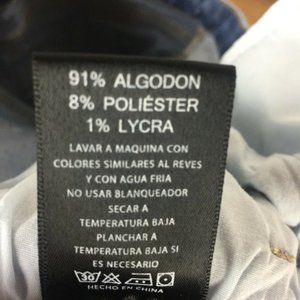 91% ALGODON
8% POLIÉSTER
1% LYCRA
LAVAR A MAQUINA CON
COLORES SIMILARES AL REVES
Y CON AGUA FRIA
NO USAR BLANQUEADOR
SECAR A
TEMPERATURA BAJA
PLANCHAR A
TEMPERATURA BAJA SI
ES NECESARIO
30
HECHO EN CHINA